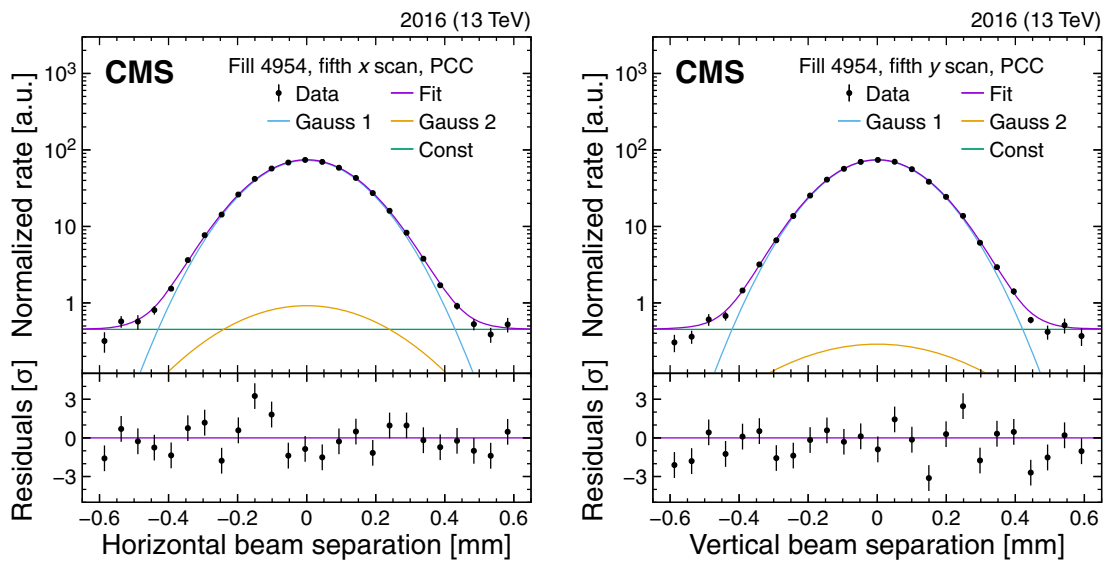 2016 (13 TeV)
CMS
Fill 4954, fifth x scan, PCC
Data
Fit
Gauss 1
Gauss 2
Const
Normalized rate [a.u.]
10³
10²
10
1
Residuals [σ]
3
0
−3
−0.6 −0.4 −0.2 0 0.2 0.4 0.6
Horizontal beam separation [mm]
2016 (13 TeV)
CMS
Fill 4954, fifth y scan, PCC
Data
Fit
Gauss 1
Gauss 2
Const
Normalized rate [a.u.]
10³
10²
10
1
Residuals [σ]
3
0
−3
−0.6 −0.4 −0.2 0 0.2 0.4 0.6
Vertical beam separation [mm]